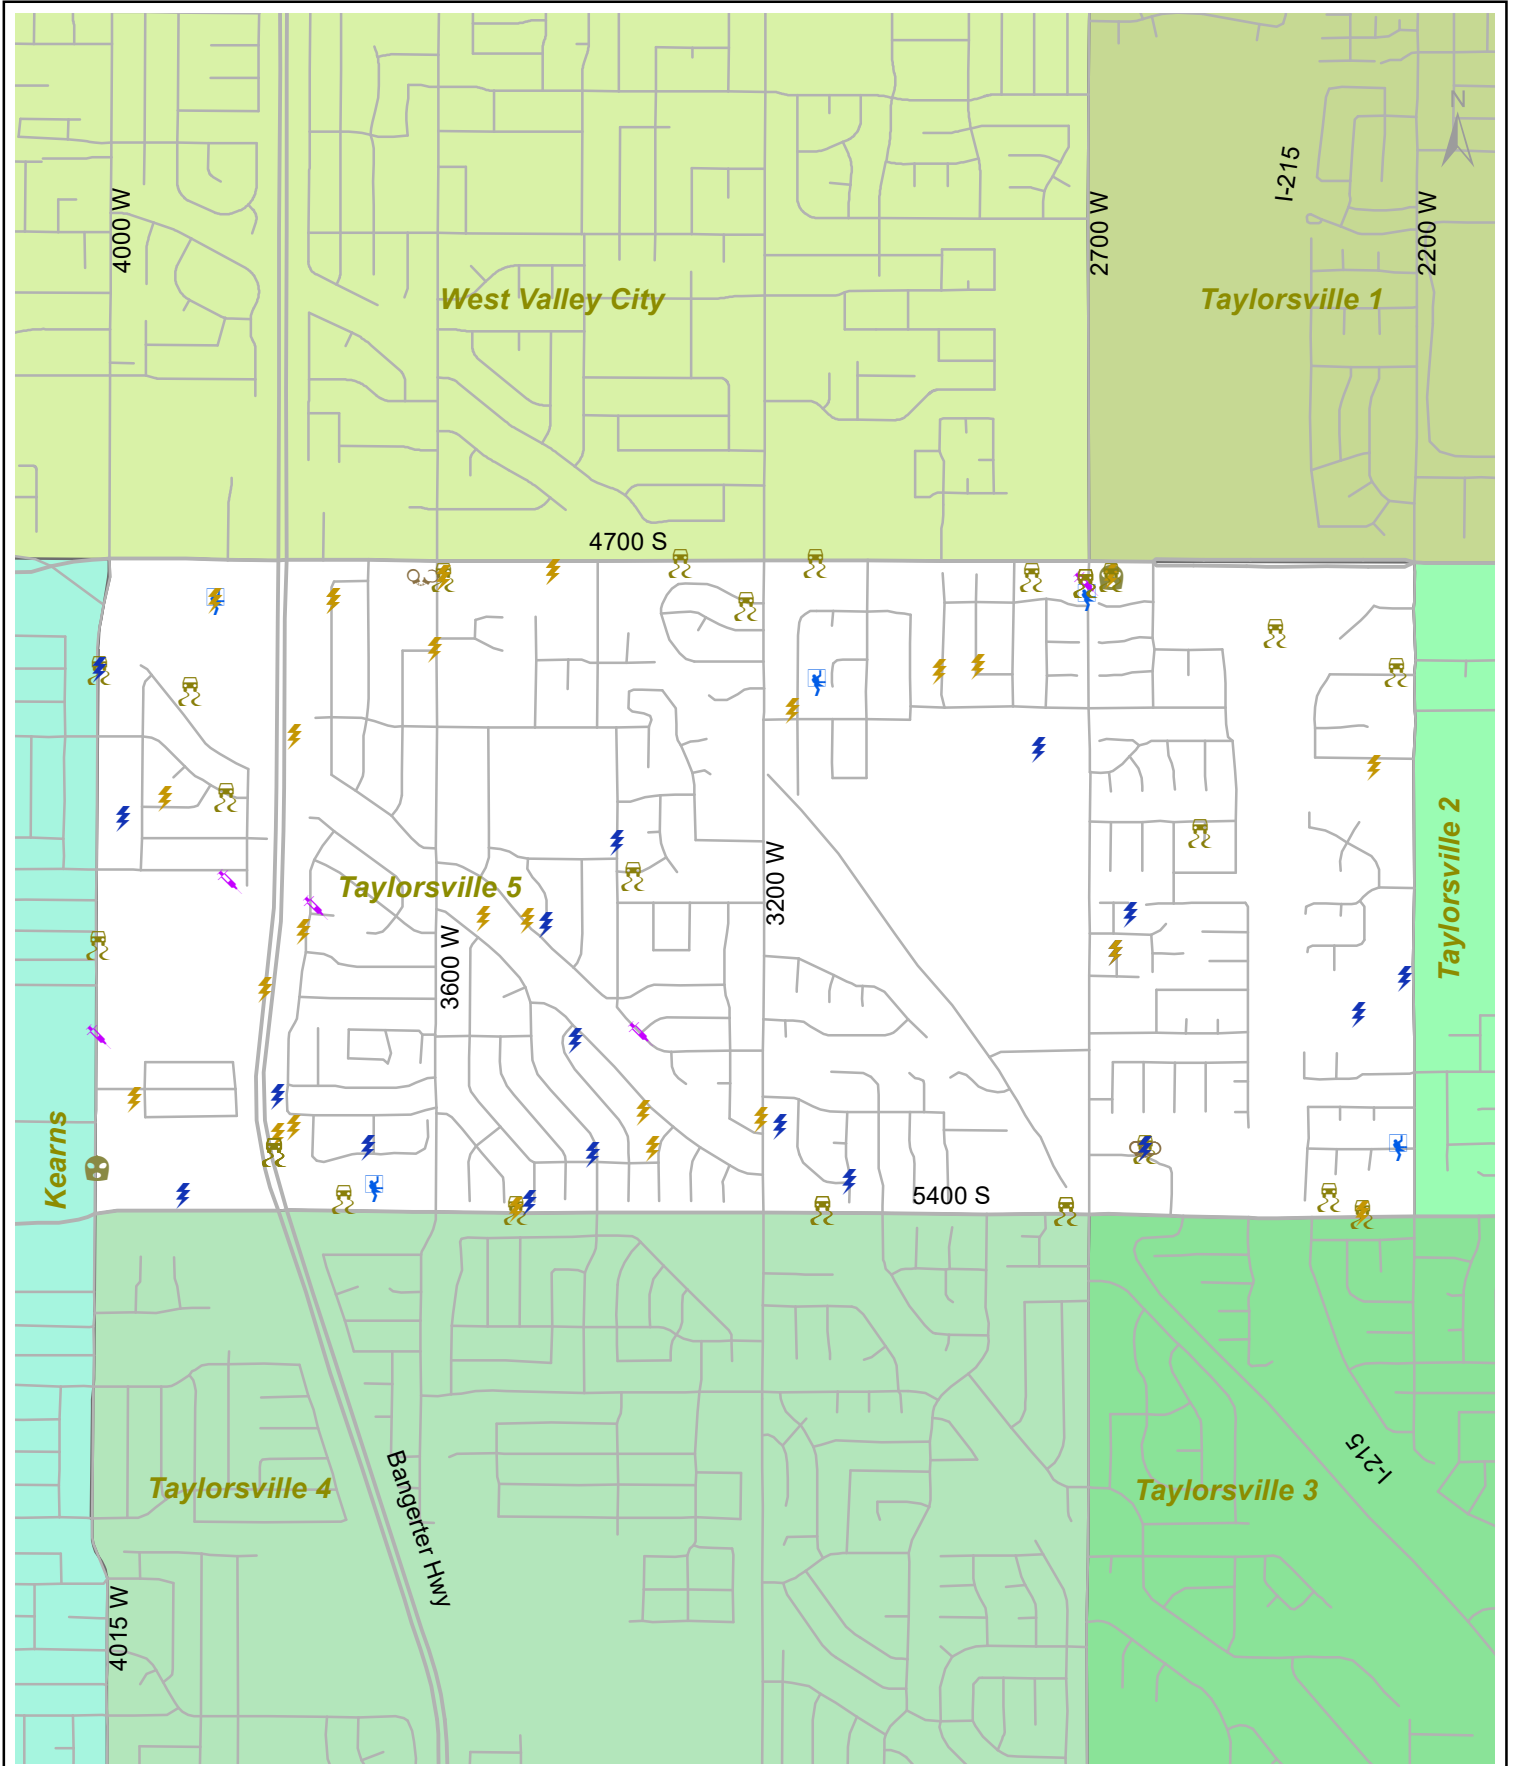 N
I-215
4000 W
2700 W
2200 W
West Valley City
Taylorsville 1
4700 S
Taylorsville 2
3200 W
Taylorsville 5
3600 W
Kearns
5400 S
I-215
Taylorsville 4
Taylorsville 3
Bangerter Hwy
4015 W